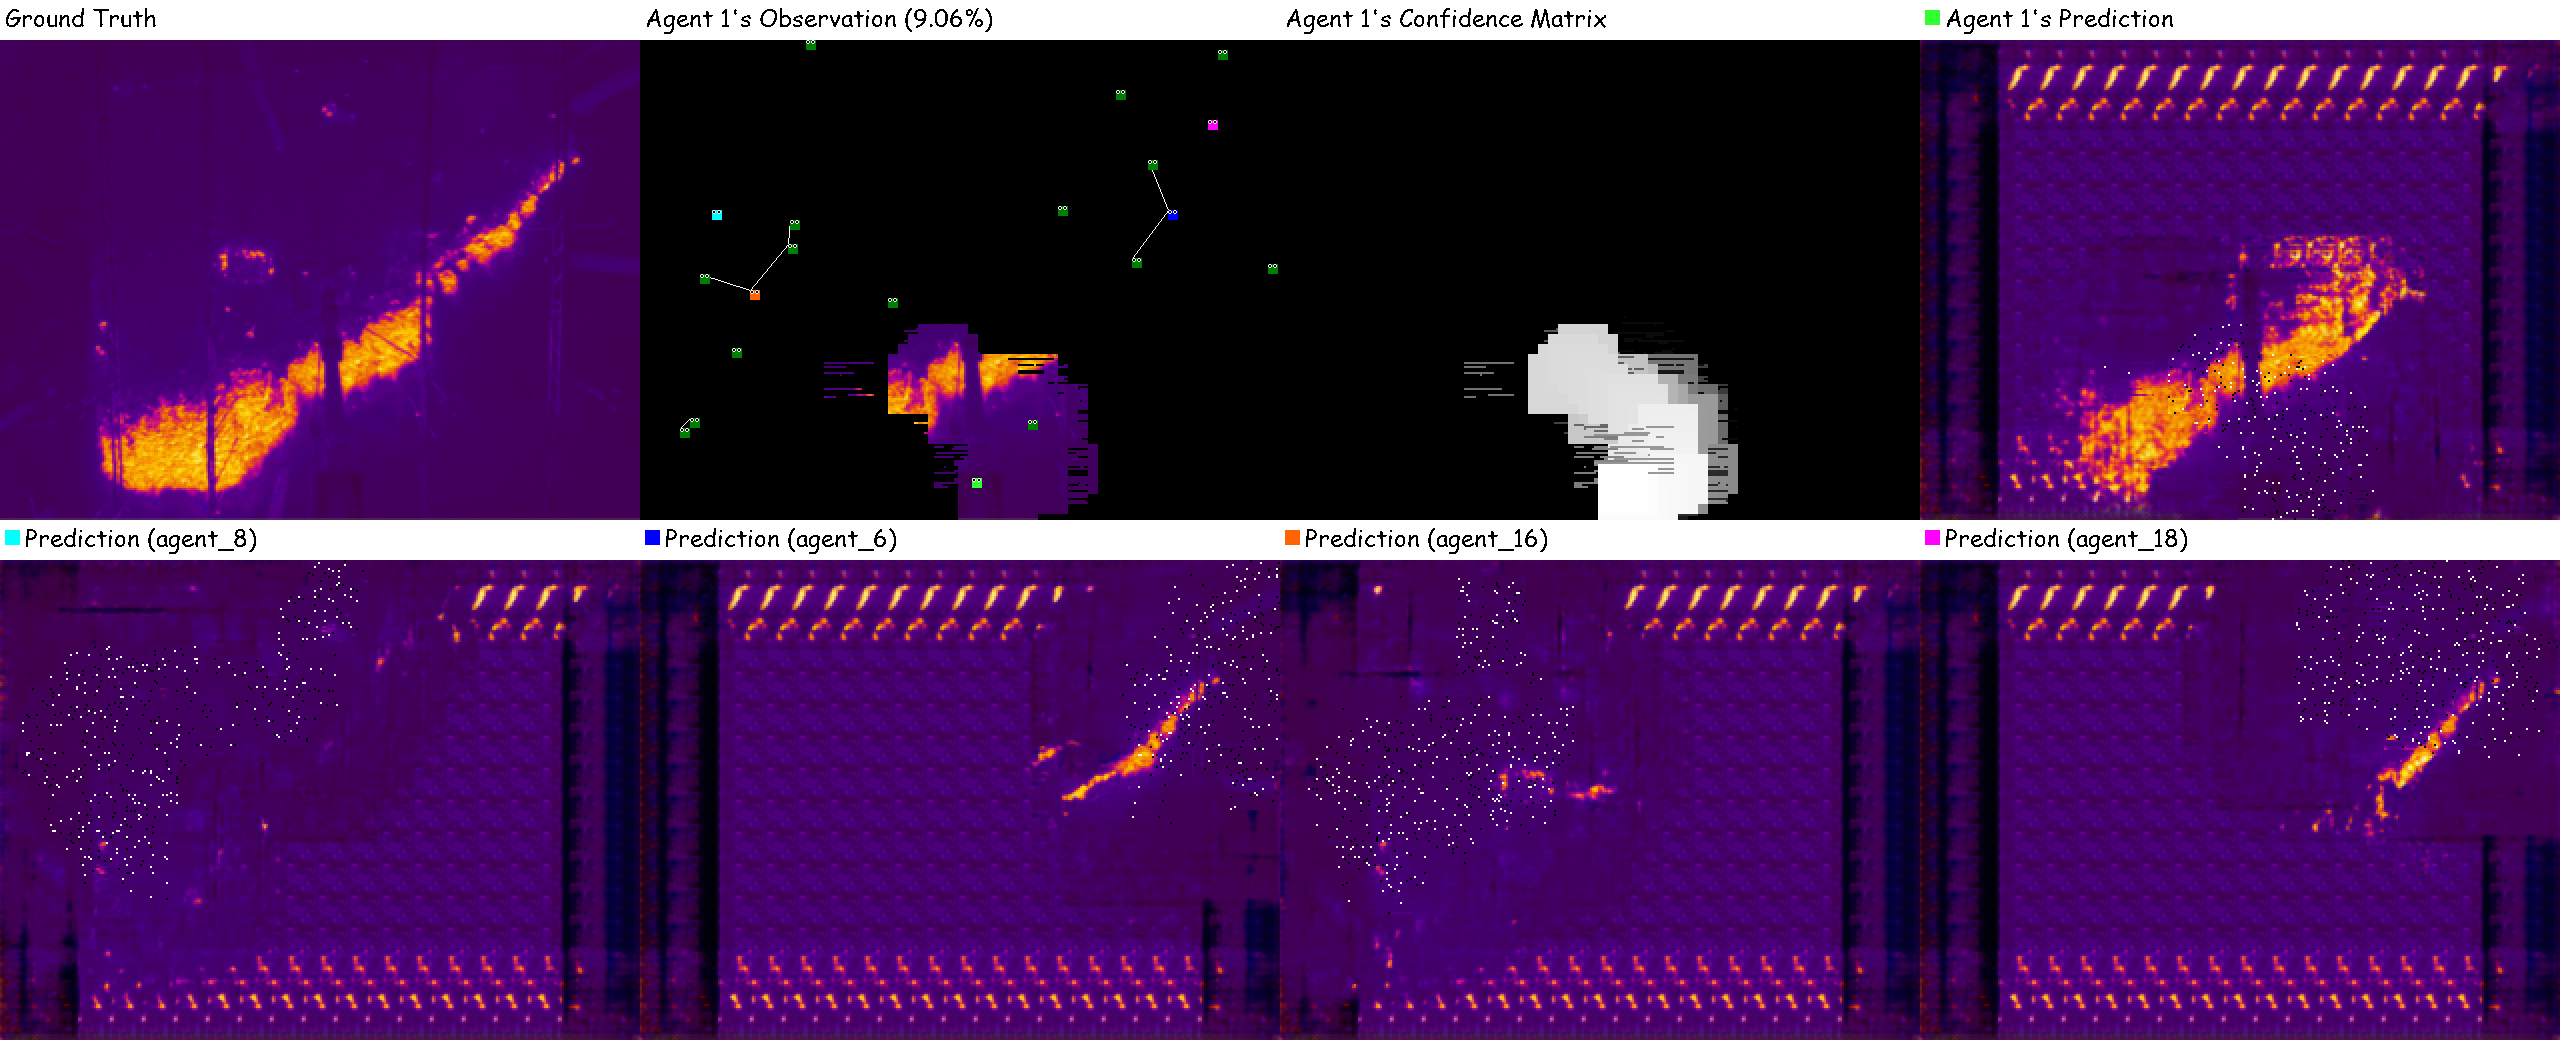 Ground Truth
Agent 1's Observation (9.06%)
Agent 1's Confidence Matrix
Agent 1's Prediction
Prediction (agent_8)
Prediction (agent_6)
Prediction (agent_16)
Prediction (agent_18)